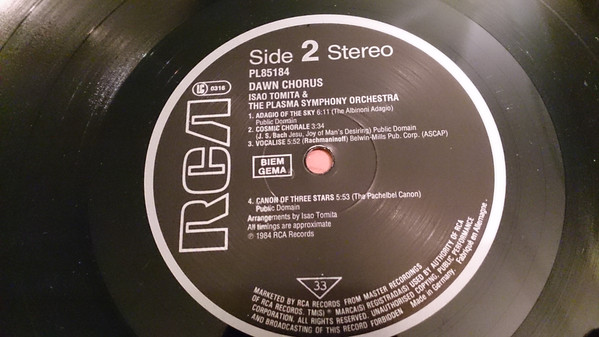 Side 2 Stereo
PL85184
DAWN CHORUS
ISAO TOMITA &
THE PLASMA SYMPHONY ORCHESTRA
1. ADAGIO OF THE SKY 6:11 (The Albinoni Adagio)
Public Domain
2. COSMIC CHORALE 3:34
(J. S. Bach Jesu, Joy of Man's Desiring) Public Domain
3. VOCALISE 5:52 (Rachmaninoff) Belwin-Mills Pub. Corp. (ASCAP)
BIEM
GEMA
4. CANON OF THREE STARS 5:53 (The Pachelbel Canon)
Public Domain
Arrangements by Isao Tomita
All timings are approximate
℗ 1984 RCA Records
LC 0316
RCA
33
MARKETED BY RCA RECORDS FROM MASTER RECORDINGS
OF RCA RECORDS. TM(S) ® MARCA(S) REGISTRADA(S) USED BY AUTHORITY OF RCA
CORPORATION. ALL RIGHTS RESERVED. UNAUTHORISED COPYING, PUBLIC PERFORMANCE
AND BROADCASTING OF THIS RECORD FORBIDDEN
Made in Germany. Fabriqué en Allemagne.